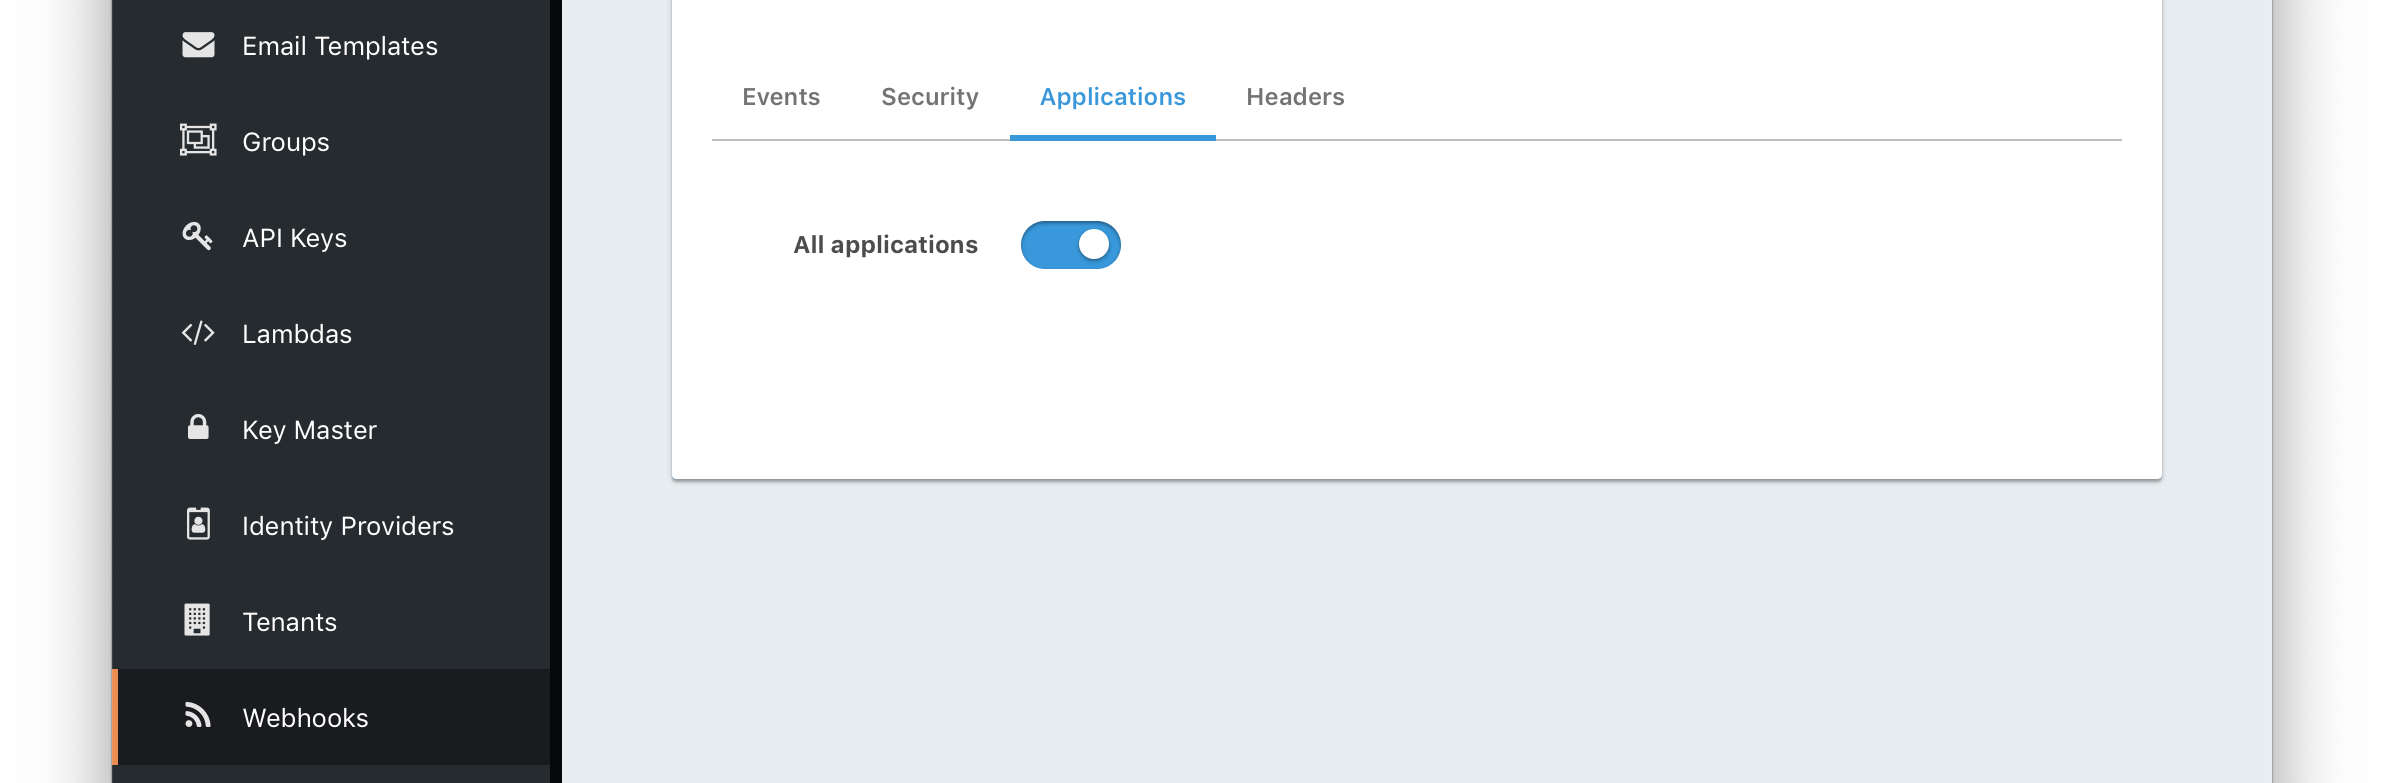 Email Templates
Groups
API Keys
Lambdas
Key Master
Identity Providers
Tenants
Webhooks
Events Security Applications Headers
All applications